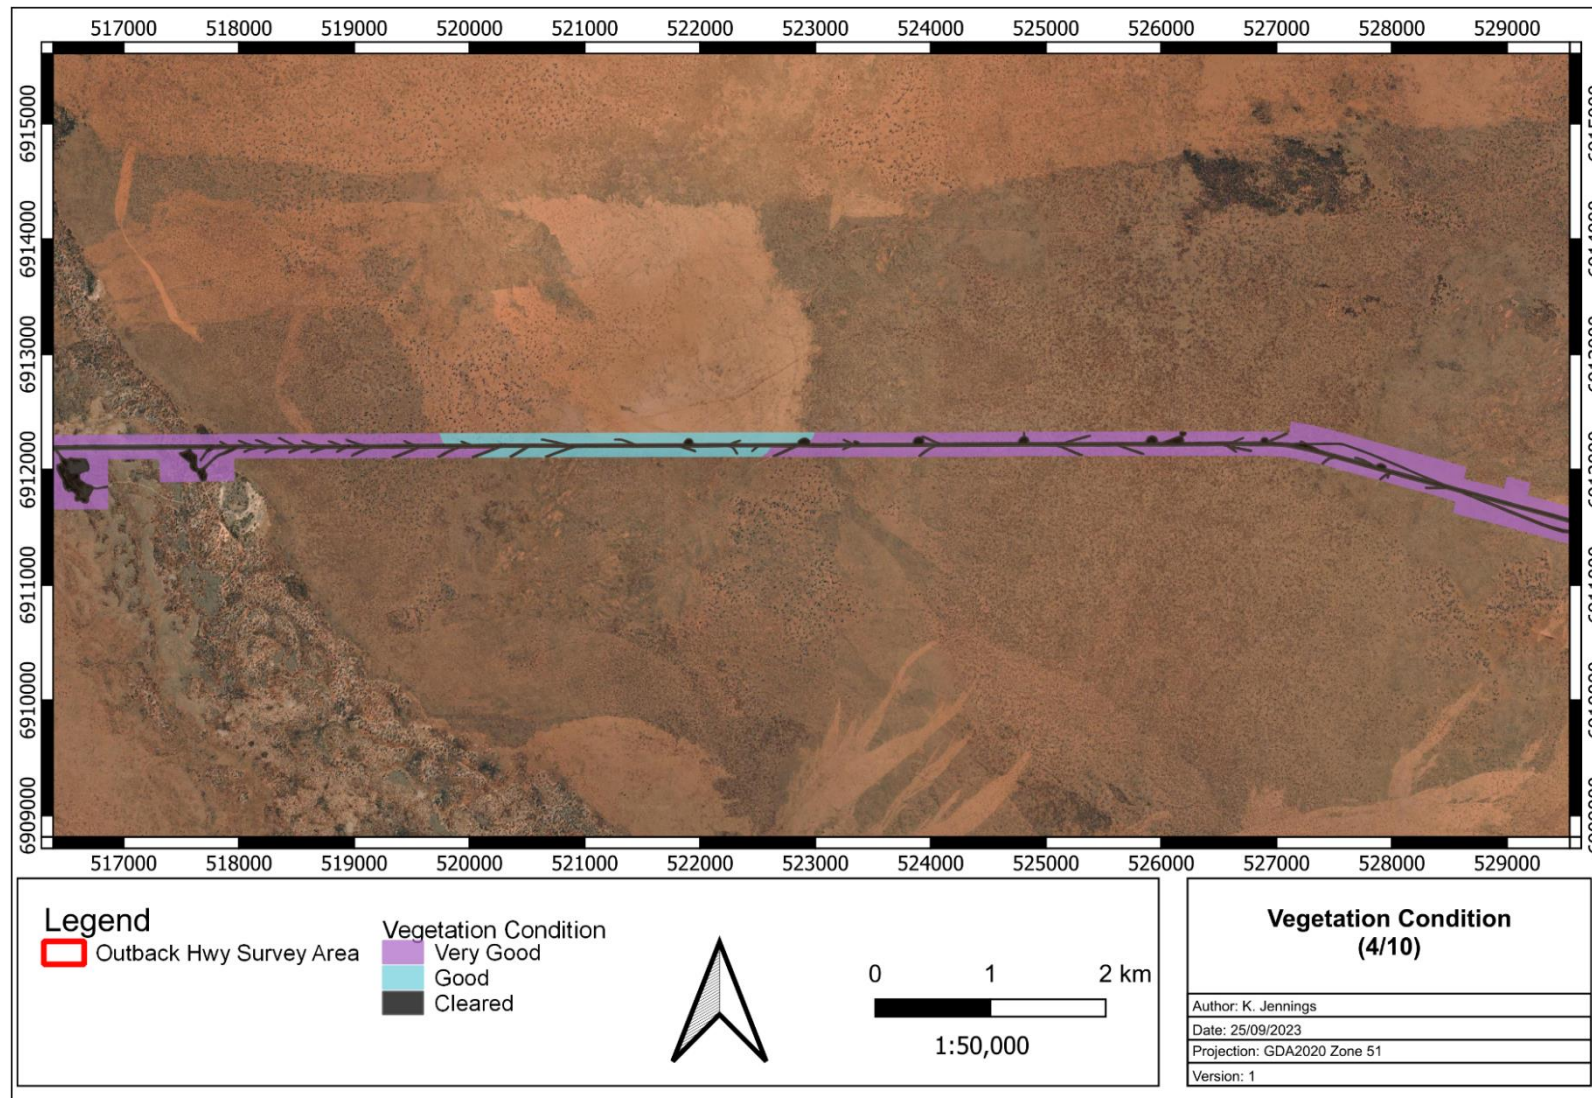 517000 518000 519000 520000 521000 522000 523000 524000 525000 526000 527000 528000 529000
6915000
6914000
6913000
6912000
6911000
6910000
6909000
517000 518000 519000 520000 521000 522000 523000 524000 525000 526000 527000 528000 529000
Legend
Outback Hwy Survey Area
Vegetation Condition
Very Good
Good
Cleared
0 1 2 km
1:50,000
Vegetation Condition
(4/10)
Author: K. Jennings
Date: 25/09/2023
Projection: GDA2020 Zone 51
Version: 1